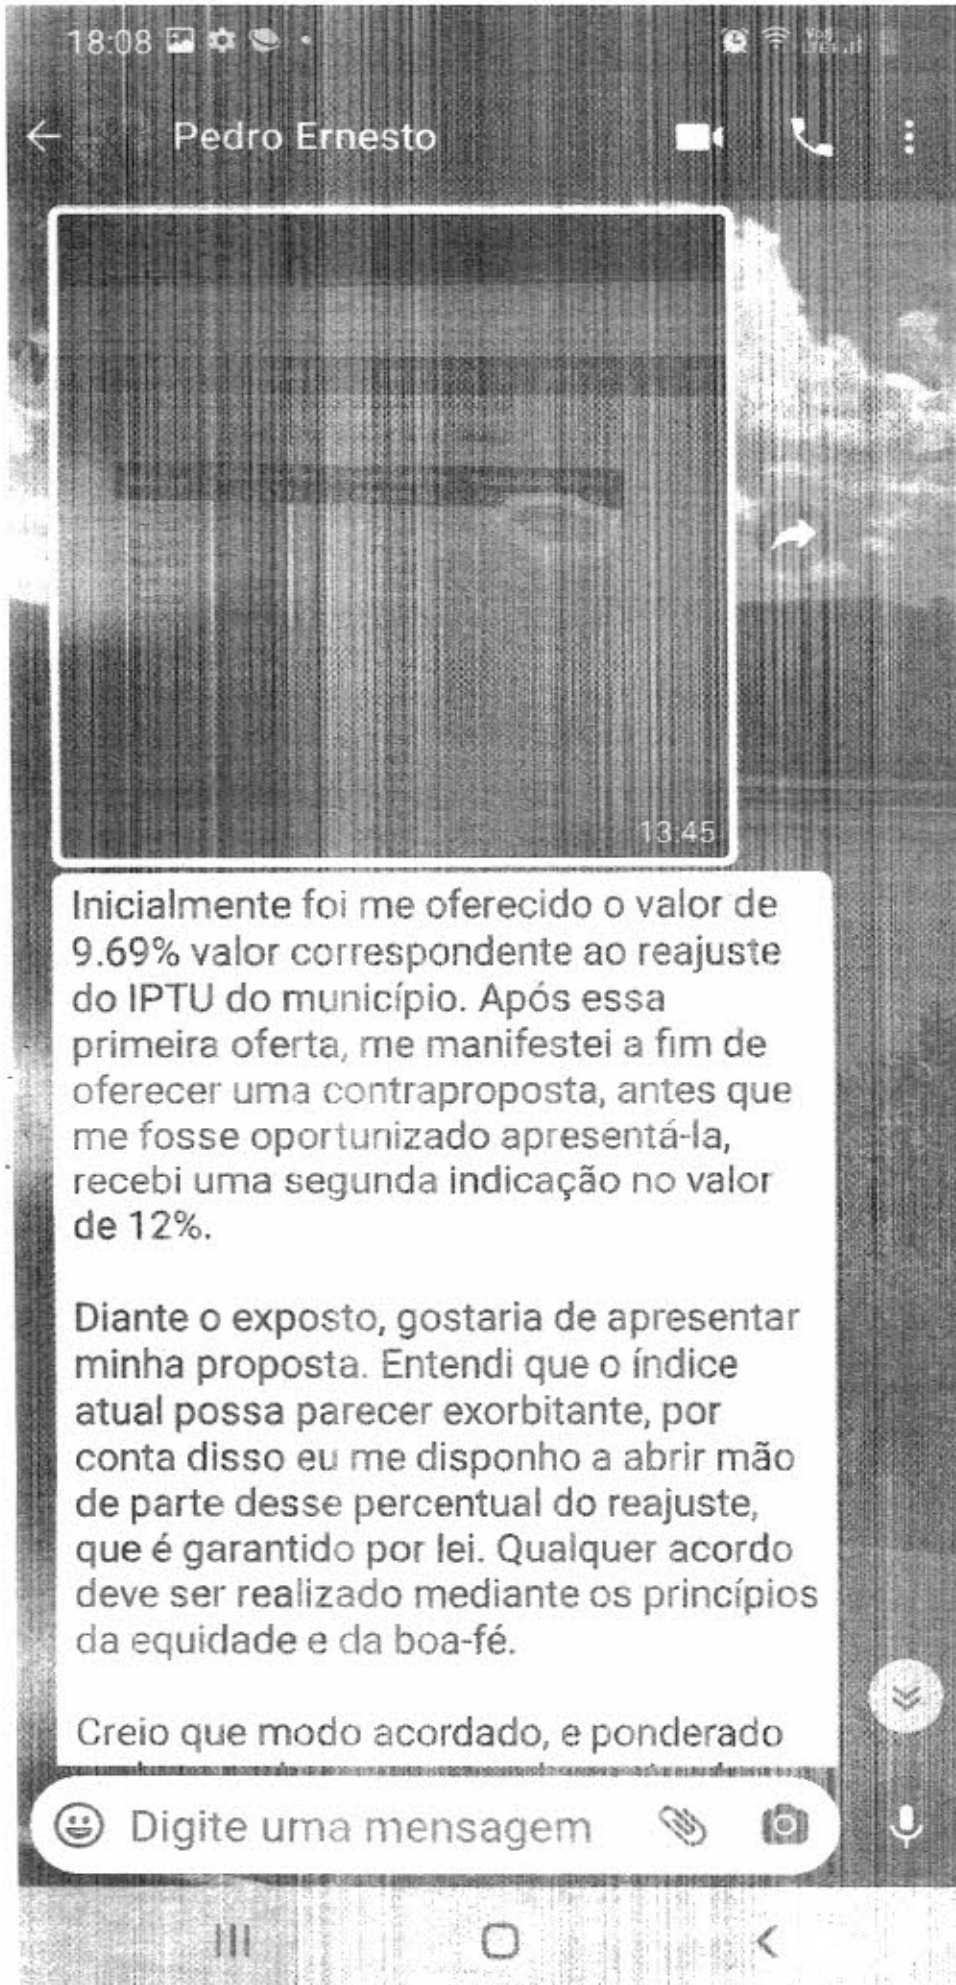 18:08
Pedro Ernesto
13:45
Inicialmente foi me oferecido o valor de
9.69% valor correspondente ao reajuste
do IPTU do município. Após essa
primeira oferta, me manifestei a fim de
oferecer uma contraproposta, antes que
me fosse oportunizado apresentá-la,
recebi uma segunda indicação no valor
de 12%.
Diante o exposto, gostaria de apresentar
minha proposta. Entendi que o índice
atual possa parecer exorbitante, por
conta disso eu me disponho a abrir mão
de parte desse percentual do reajuste,
que é garantido por lei. Qualquer acordo
deve ser realizado mediante os princípios
da equidade e da boa-fé.
Creio que modo acordado, e ponderado
Digite uma mensagem